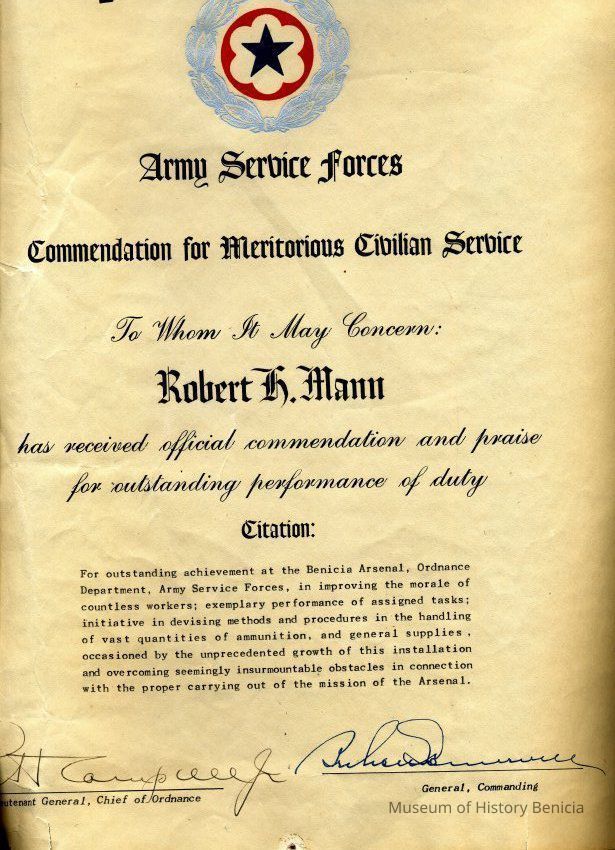 Army Service Forces
Commendation for Meritorious Civilian Service
To Whom It May Concern:
Robert H. Mann
has received official commendation and praise
for outstanding performance of duty
Citation:
For outstanding achievement at the Benicia Arsenal, Ordnance
Department, Army Service Forces, in improving the morale of
countless workers; exemplary performance of assigned tasks;
initiative in devising methods and procedures in the handling
of vast quantities of ammunition, and general supplies,
occasioned by the unprecedented growth of this installation
and overcoming seemingly insurmountable obstacles in connection
with the proper carrying out of the mission of the Arsenal.
H Campbell Jr
eutenant General, Chief of Ordnance
General, Commanding
Museum of History Benicia